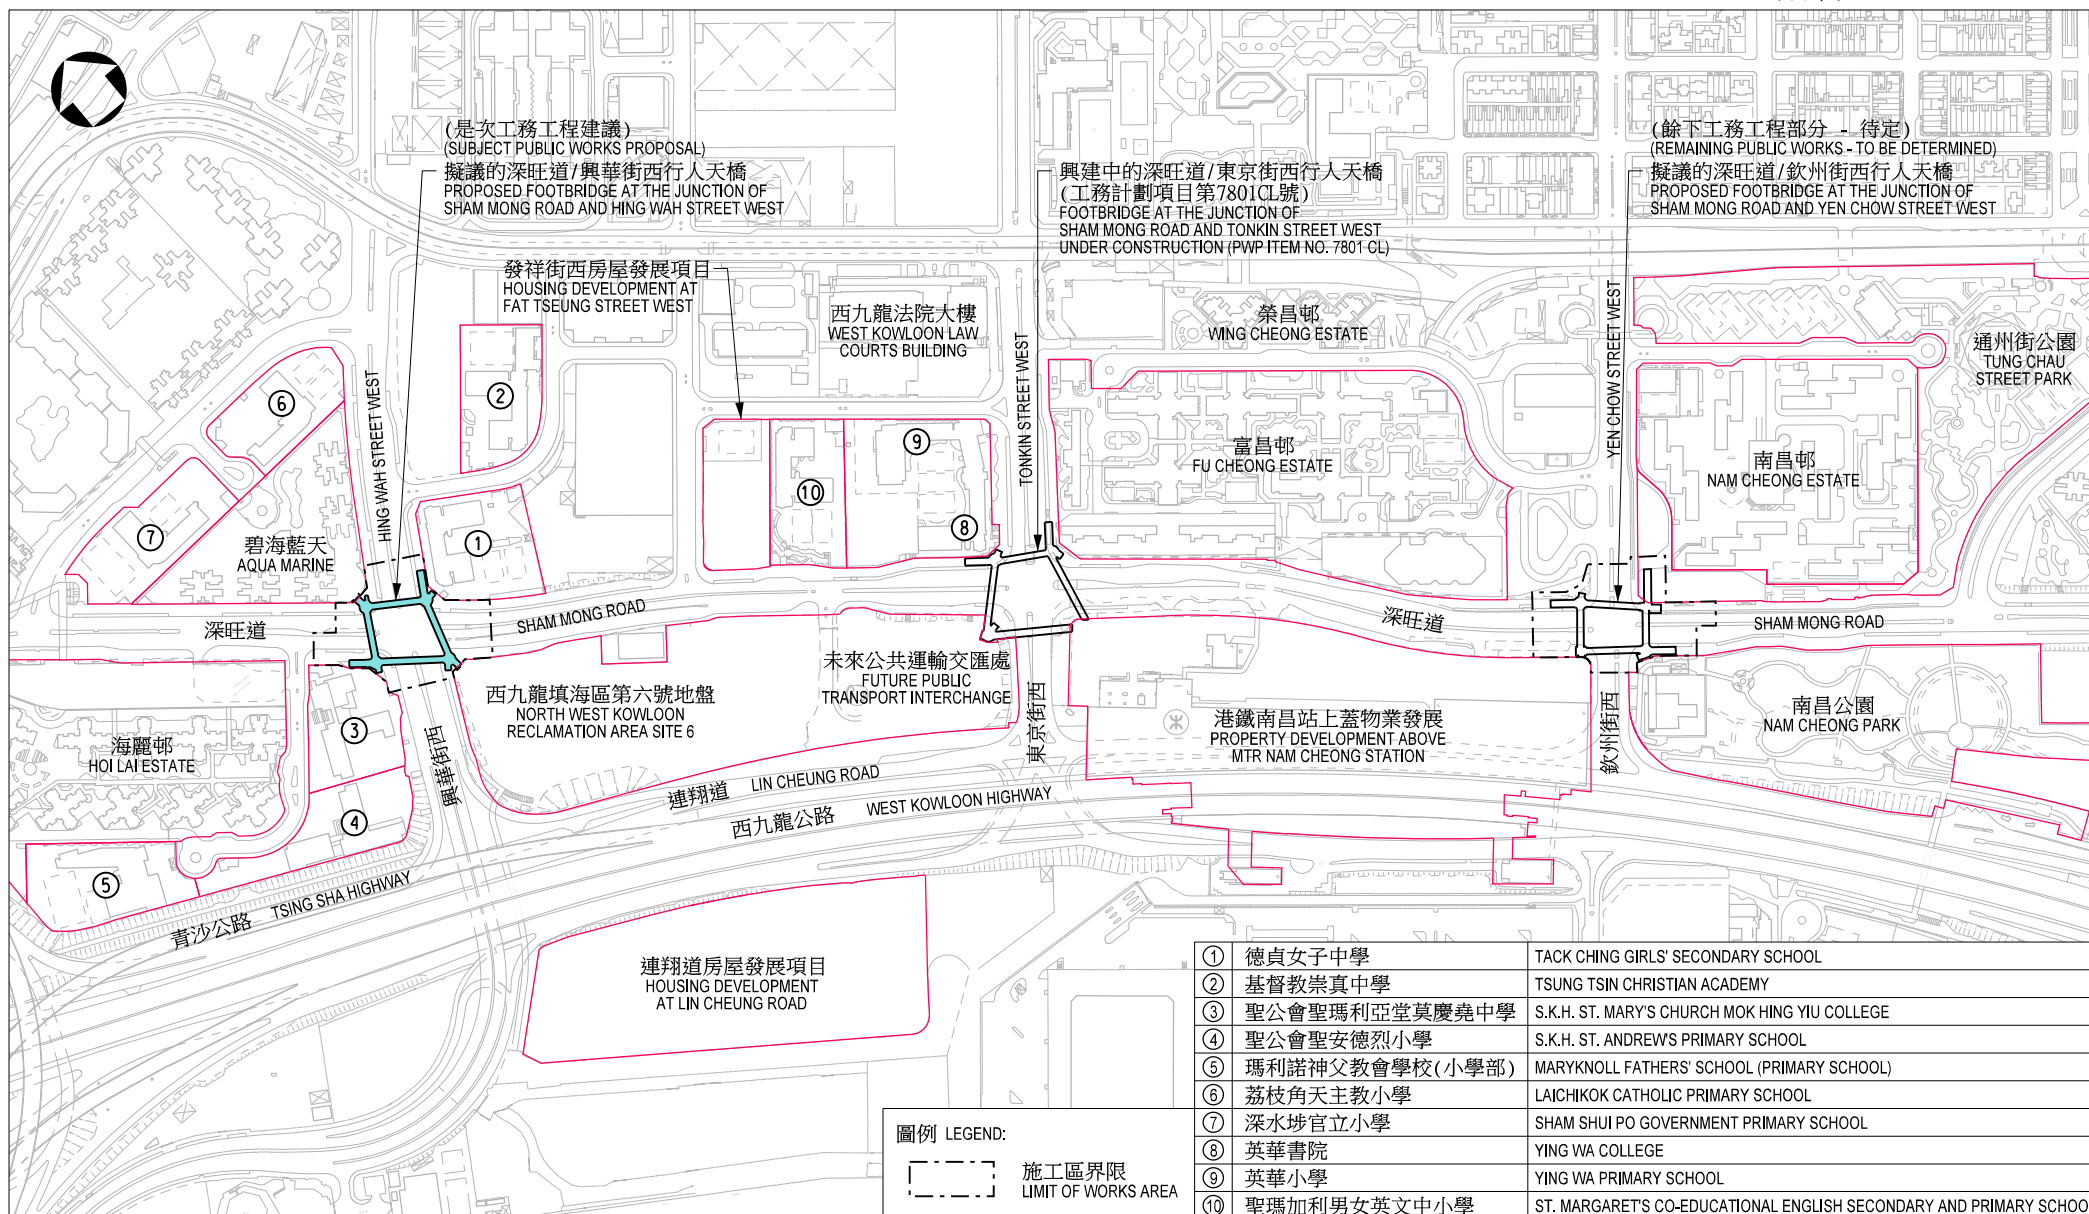 (是次工務工程建議)
(SUBJECT PUBLIC WORKS PROPOSAL)
擬議的深旺道/興華街西行人天橋
PROPOSED FOOTBRIDGE AT THE JUNCTION OF
SHAM MONG ROAD AND HING WAH STREET WEST
興建中的深旺道/東京街西行人天橋
(工務計劃項目第7801CL號)
FOOTBRIDGE AT THE JUNCTION OF
SHAM MONG ROAD AND TONKIN STREET WEST
UNDER CONSTRUCTION (PWP ITEM NO. 7801 CL)
(餘下工務工程部分 - 待定)
(REMAINING PUBLIC WORKS - TO BE DETERMINED)
擬議的深旺道/欽州街西行人天橋
PROPOSED FOOTBRIDGE AT THE JUNCTION OF
SHAM MONG ROAD AND YEN CHOW STREET WEST
發祥街西房屋發展項目
HOUSING DEVELOPMENT AT
FAT TSEUNG STREET WEST
西九龍法院大樓
WEST KOWLOON LAW
COURTS BUILDING
榮昌邨
WING CHEONG ESTATE
通州街公園
TUNG CHAU
STREET PARK
HING WAH STREET WEST
TONKIN STREET WEST
YEN CHOW STREET WEST
⑥
②
⑨
⑩
⑧
⑦
①
富昌邨
FU CHEONG ESTATE
南昌邨
NAM CHEONG ESTATE
碧海藍天
AQUA MARINE
深旺道
SHAM MONG ROAD
深旺道
SHAM MONG ROAD
未來公共運輸交匯處
FUTURE PUBLIC
TRANSPORT INTERCHANGE
西九龍填海區第六號地盤
NORTH WEST KOWLOON
RECLAMATION AREA SITE 6
港鐵南昌站上蓋物業發展
PROPERTY DEVELOPMENT ABOVE
MTR NAM CHEONG STATION
南昌公園
NAM CHEONG PARK
海麗邨
HOI LAI ESTATE
③
④
⑤
興華街西
東京街西
欽州街西
連翔道 LIN CHEUNG ROAD
西九龍公路 WEST KOWLOON HIGHWAY
青沙公路 TSING SHA HIGHWAY
連翔道房屋發展項目
HOUSING DEVELOPMENT
AT LIN CHEUNG ROAD
圖例 LEGEND:
施工區界限
LIMIT OF WORKS AREA
① 德貞女子中學 TACK CHING GIRLS' SECONDARY SCHOOL
② 基督教崇真中學 TSUNG TSIN CHRISTIAN ACADEMY
③ 聖公會聖瑪利亞堂莫慶堯中學 S.K.H. ST. MARY'S CHURCH MOK HING YIU COLLEGE
④ 聖公會聖安德烈小學 S.K.H. ST. ANDREW'S PRIMARY SCHOOL
⑤ 瑪利諾神父教會學校(小學部) MARYKNOLL FATHERS' SCHOOL (PRIMARY SCHOOL)
⑥ 荔枝角天主教小學 LAICHIKOK CATHOLIC PRIMARY SCHOOL
⑦ 深水埗官立小學 SHAM SHUI PO GOVERNMENT PRIMARY SCHOOL
⑧ 英華書院 YING WA COLLEGE
⑨ 英華小學 YING WA PRIMARY SCHOOL
⑩ 聖瑪加利男女英文中小學 ST. MARGARET'S CO-EDUCATIONAL ENGLISH SECONDARY AND PRIMARY SCHOO